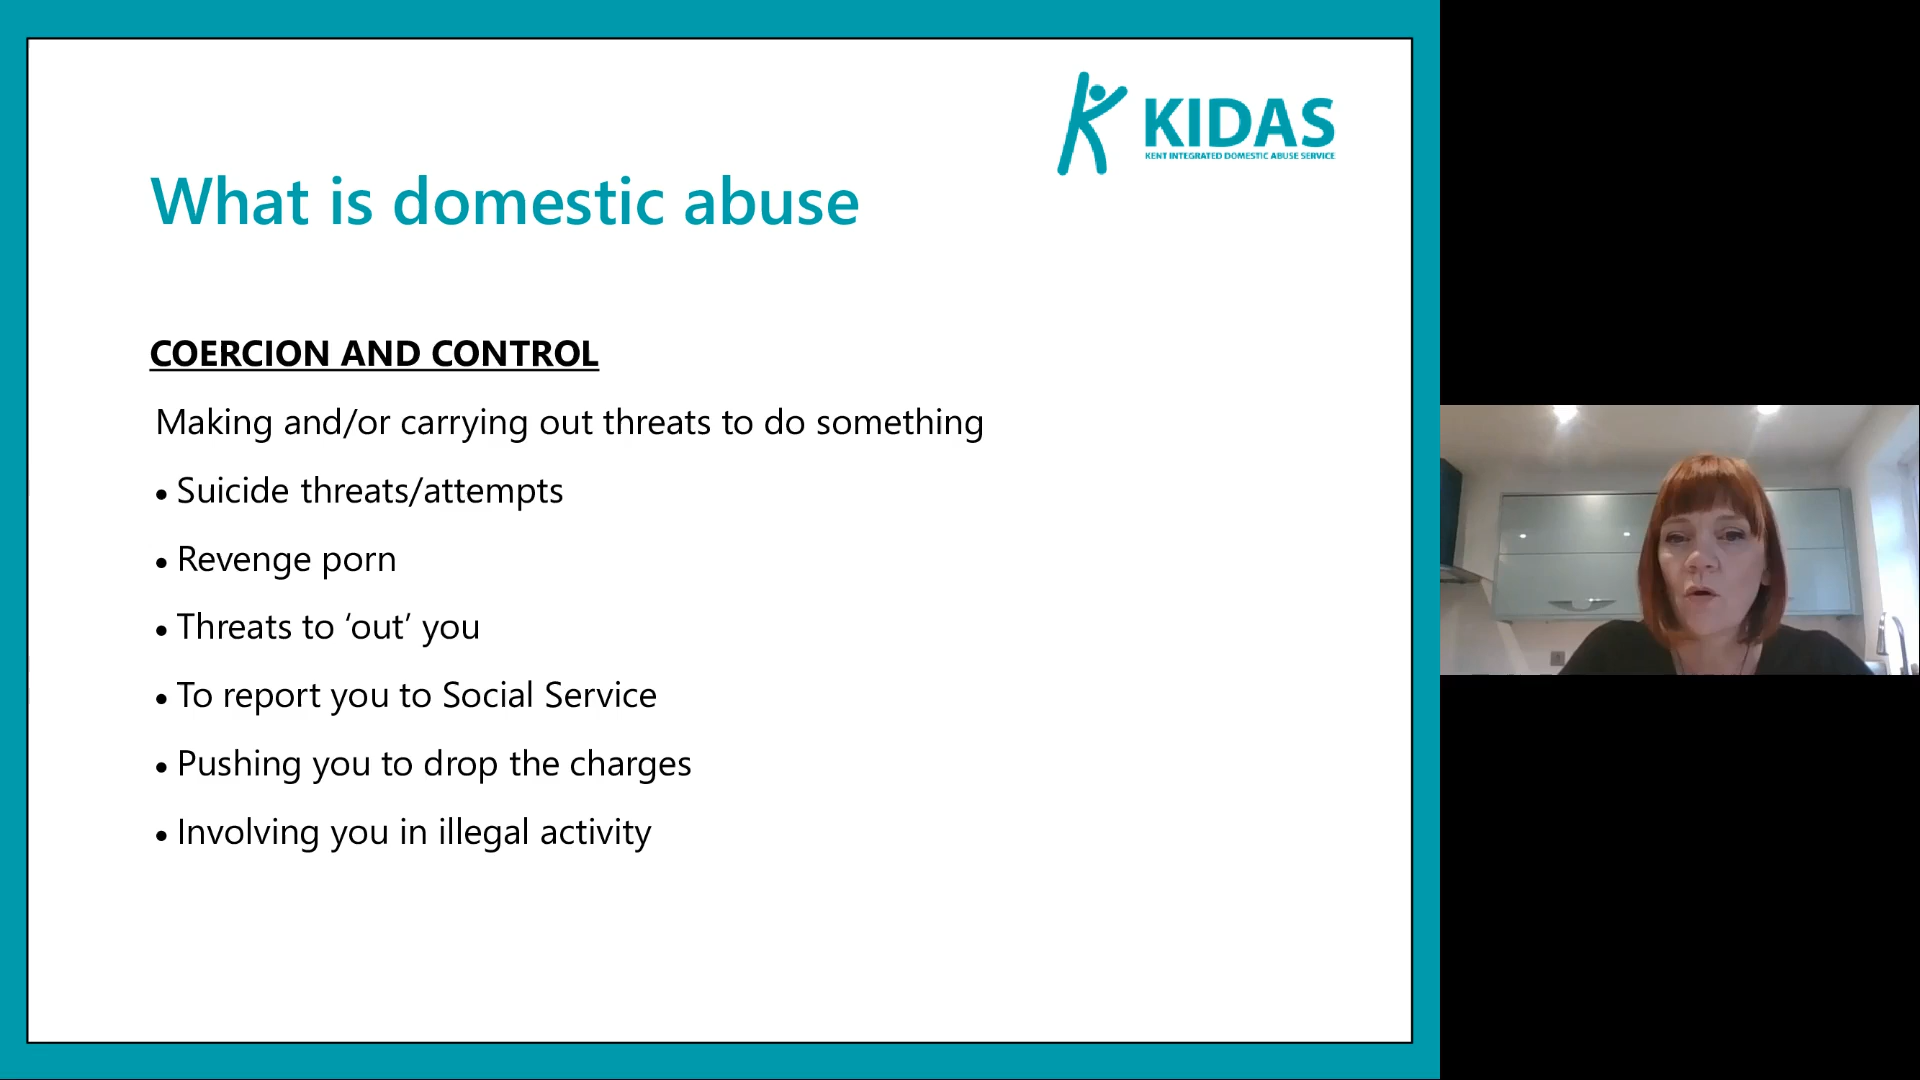 KIDAS
KENT INTEGRATED DOMESTIC ABUSE SERVICE
What is domestic abuse
COERCION AND CONTROL
Making and/or carrying out threats to do something
• Suicide threats/attempts
• Revenge porn
• Threats to ‘out’ you
• To report you to Social Service
• Pushing you to drop the charges
• Involving you in illegal activity